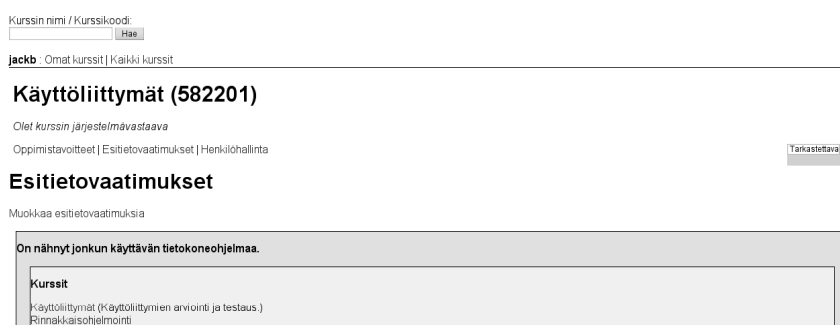 Kurssin nimi / Kurssikoodi:
Hae
jackb : Omat kurssit | Kaikki kurssit
Käyttöliittymät (582201)
Olet kurssin järjestelmävastaava
Oppimistavoitteet | Esitietovaatimukset | Henkilöhallinta
Tarkastettava
Esitietovaatimukset
Muokkaa esitietovaatimuksia
On nähnyt jonkun käyttävän tietokoneohjelmaa.
Kurssit
Käyttöliittymät (Käyttöliittymien arviointi ja testaus.)
Rinnakkaisohjelmointi